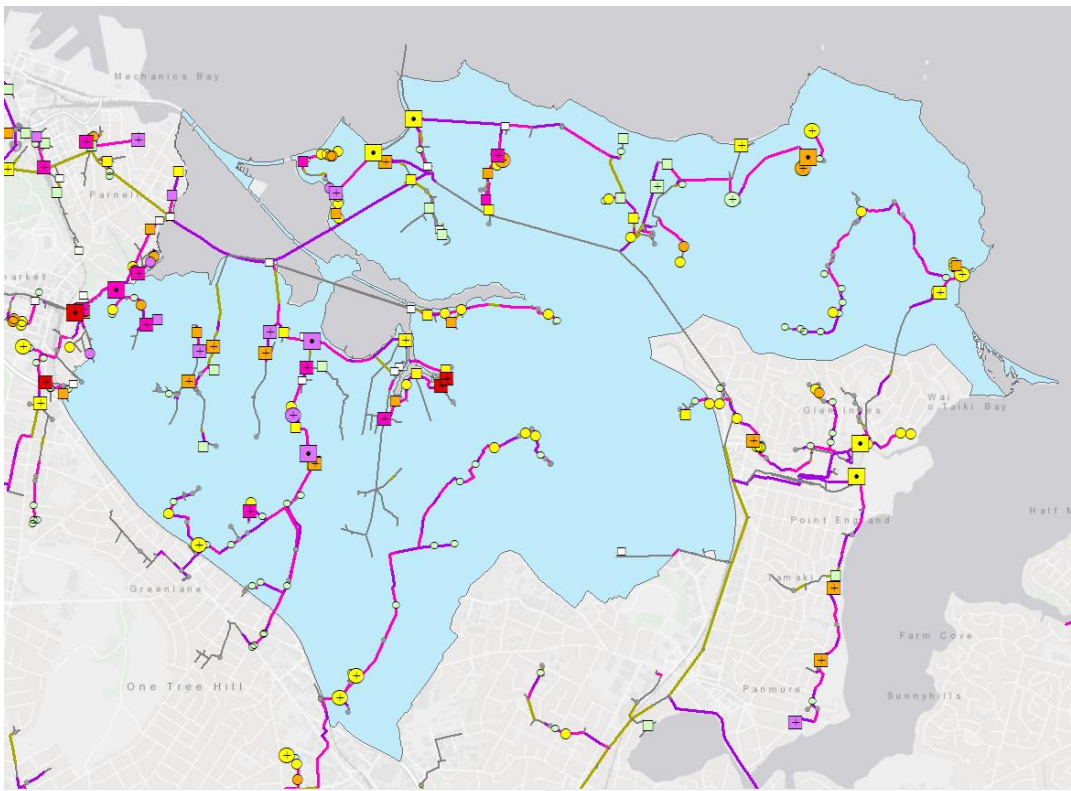 Mechanics Bay
Parnell
market
Glen Innes
Wai
o Taiki Bay
Point England
Half M
Greenlane
Tamaki
Farm Cove
One Tree Hill
Panmure
Sunnyhills